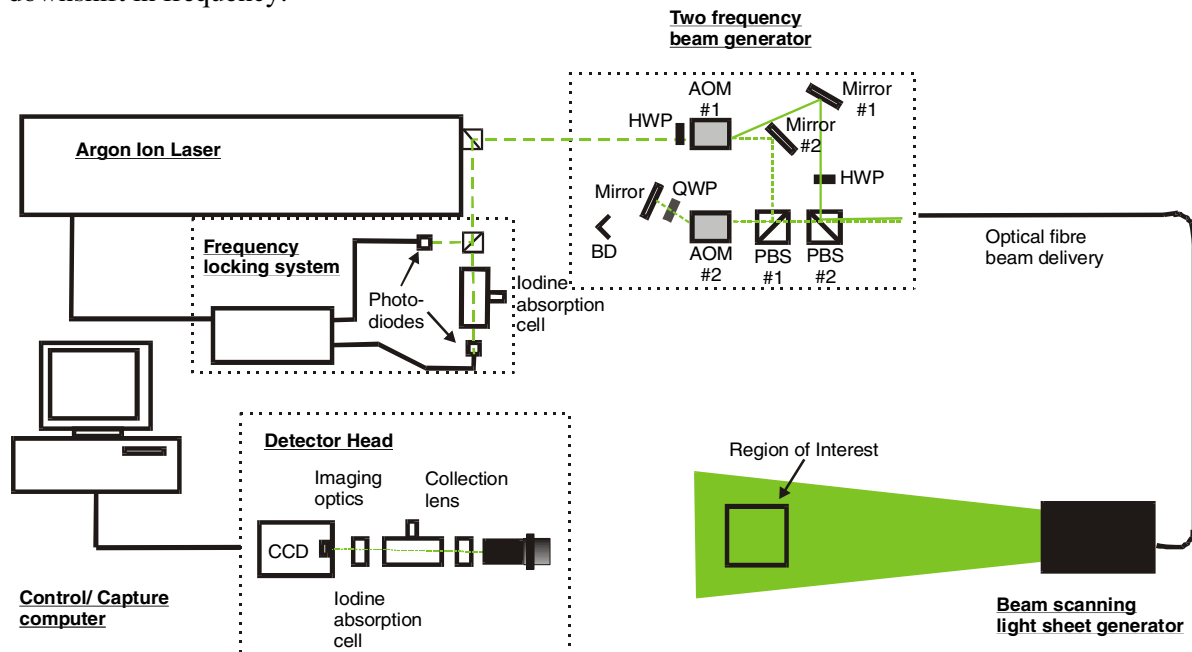 downshift in frequency.
Two frequency
beam generator
AOM
#1
Mirror
#1
HWP
Mirror
#2
Argon Ion Laser
HWP
Mirror
QWP
BD
AOM
#2
PBS
#1
PBS
#2
Optical fibre
beam delivery
Frequency
locking system
Photo-
diodes
Iodine
absorption
cell
Detector Head
Imaging
optics
Collection
lens
CCD
Iodine
absorption
cell
Region of Interest
Control/ Capture
computer
Beam scanning
light sheet generator